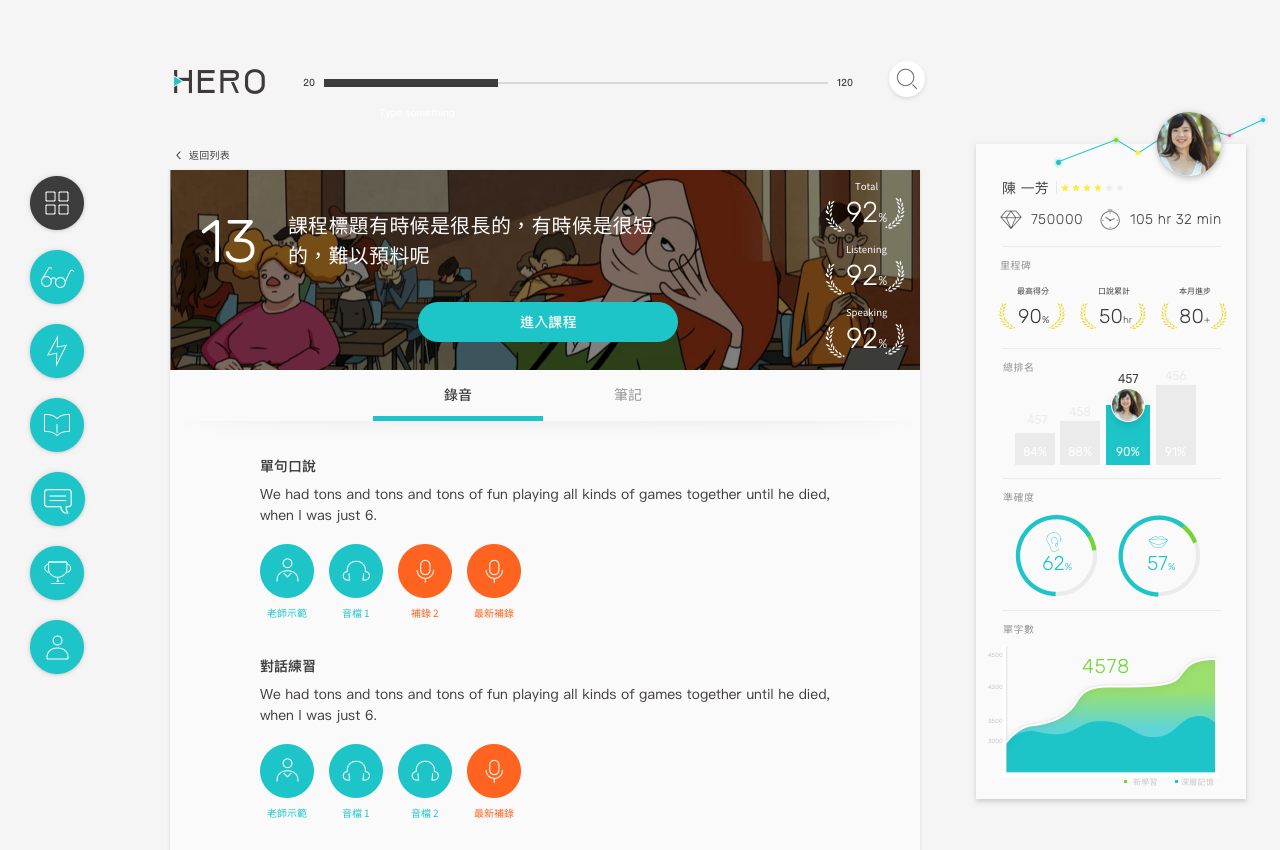 HERO
20
120
Type something
返回列表
13
課程標題有時候是很長的，有時候是很短
的，難以預料呢
進入課程
Total
92%
Listening
92%
Speaking
92%
錄音
筆記
單句口說
We had tons and tons and tons of fun playing all kinds of games together until he died,
when I was just 6.
老師示範
音檔 1
補錄 2
最新補錄
對話練習
We had tons and tons and tons of fun playing all kinds of games together until he died,
when I was just 6.
老師示範
音檔 1
音檔 2
最新補錄
陳 一芳
750000
105 hr 32 min
里程碑
最高得分
口說累計
本月進步
90%
50hr
80+
總排名
457
458
457
456
84%
88%
90%
91%
準確度
62%
57%
單字數
4578
4500
4300
3500
3000
新學習
深層記憶